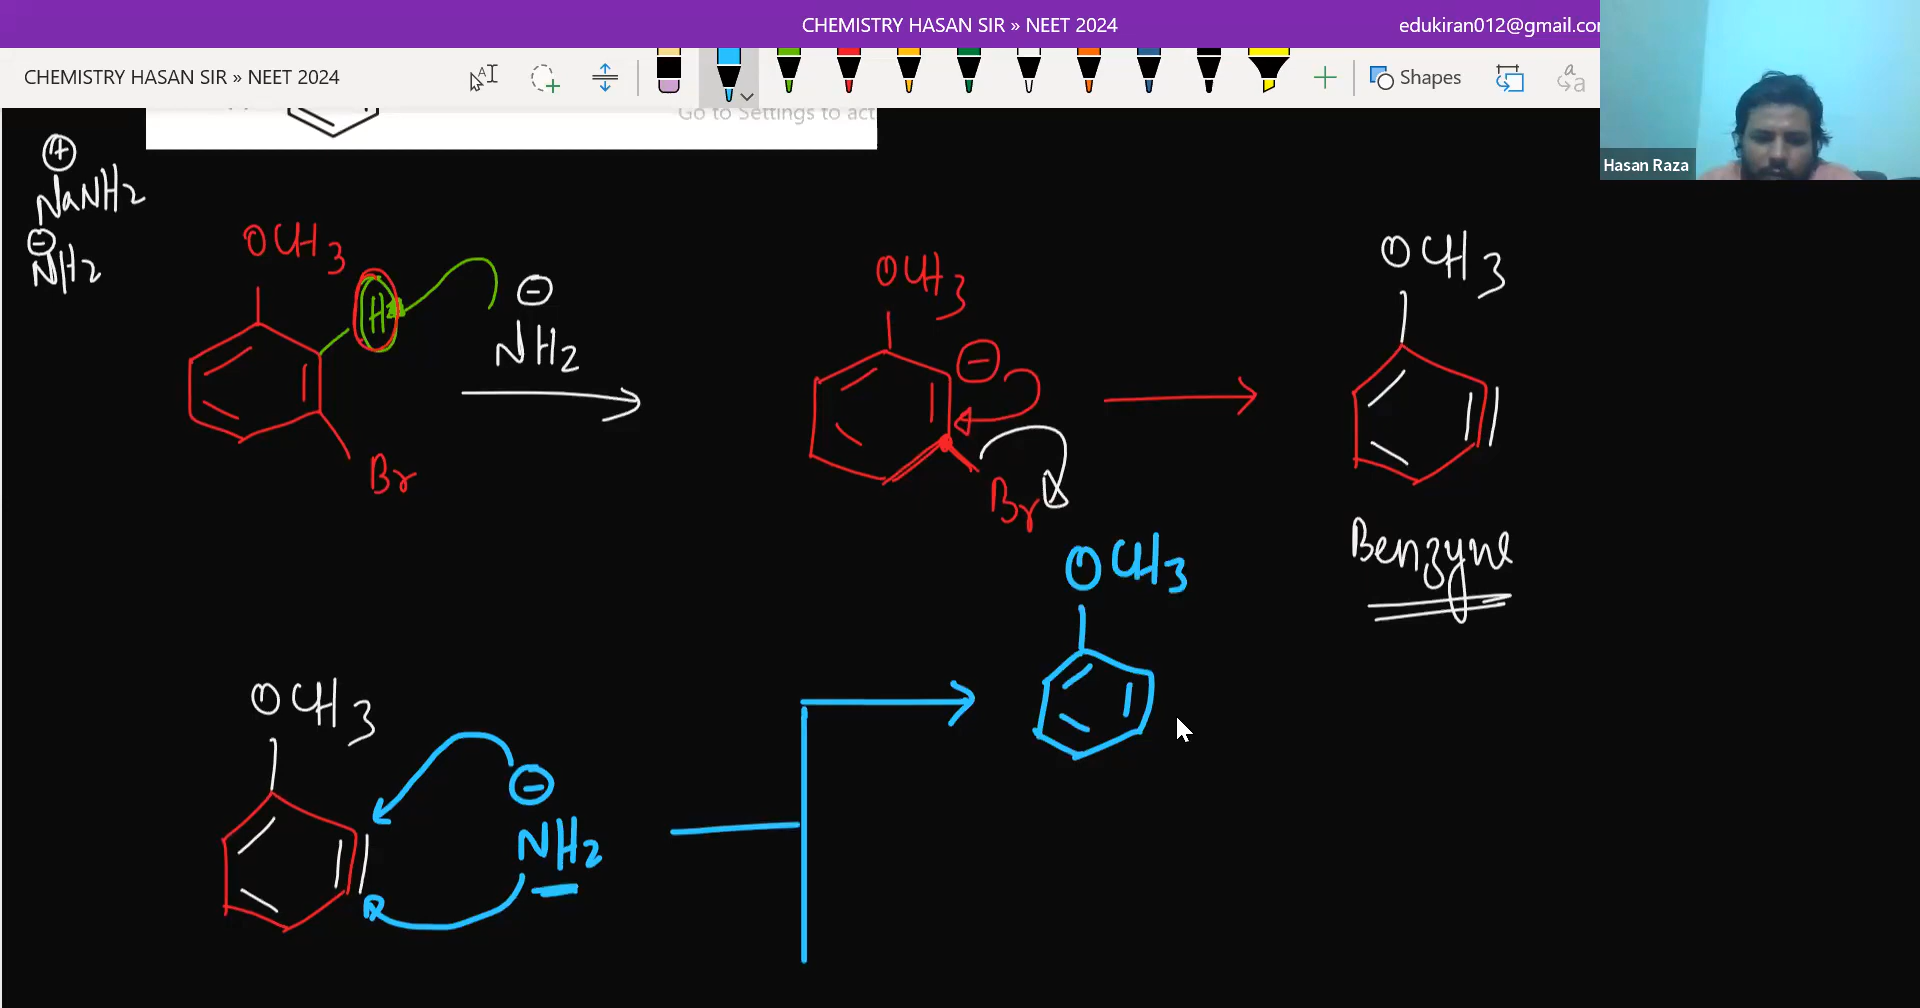 CHEMISTRY HASAN SIR » NEET 2024
edukiran012@gmail.co
CHEMISTRY HASAN SIR » NEET 2024
Shapes
Go to Settings to act
Hasan Raza
⊕
NaNH2
⊖
NH2
OCH3
H
⊖
NH2
Br
OCH3
⊖
Br
OCH3
Benzyne
OCH3
⊖
NH2
OCH3